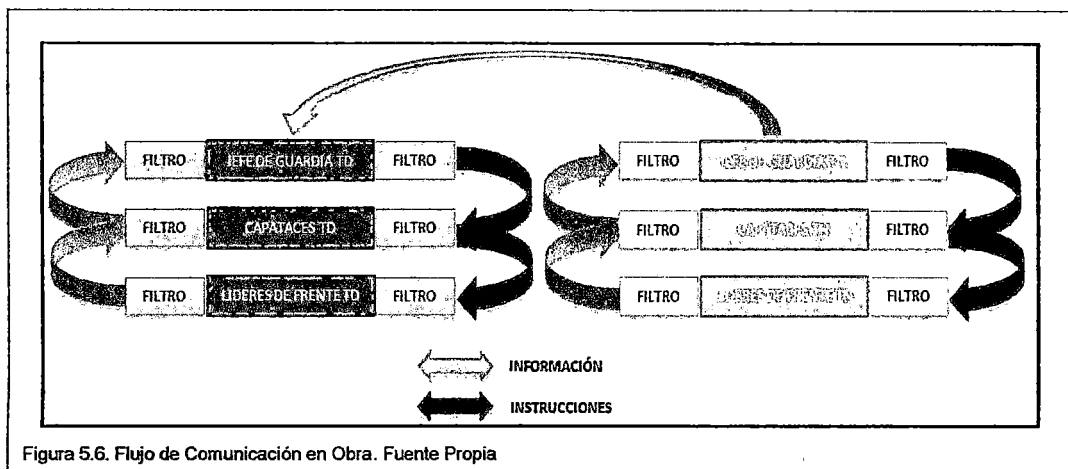 FILTRO JEFE DE GUARDIA TD FILTRO
FILTRO CAPATACES TD FILTRO
FILTRO LIDERES DE FRENTE TD FILTRO
FILTRO FILTRO
FILTRO FILTRO
FILTRO FILTRO
INFORMACIÓN
INSTRUCCIONES
Figura 5.6. Flujo de Comunicación en Obra. Fuente Propia